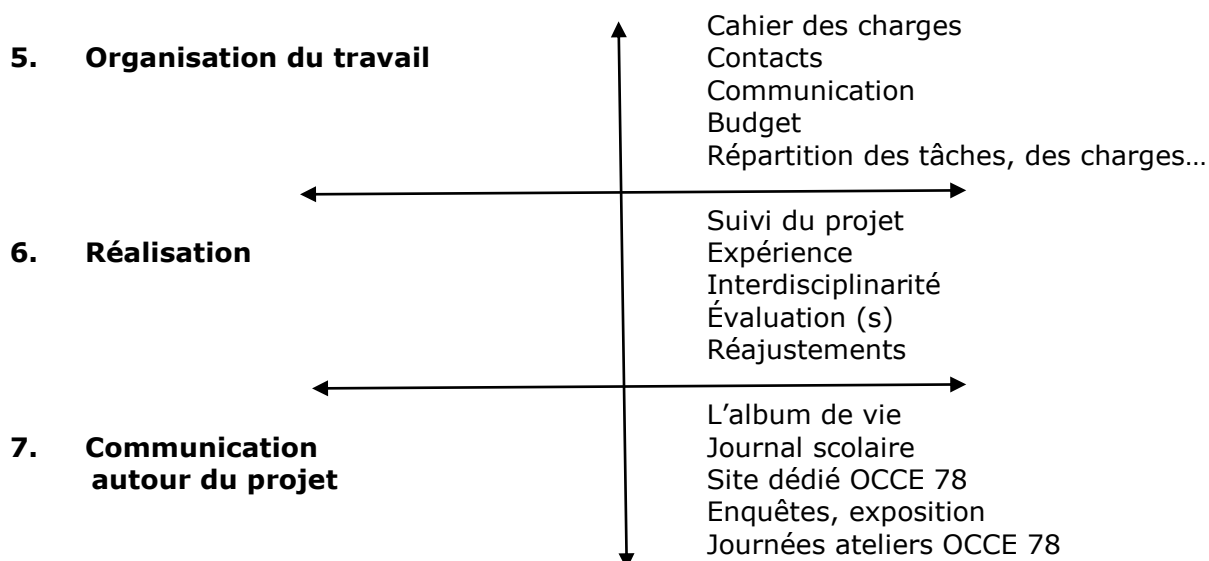 5. Organisation du travail
Cahier des charges
Contacts
Communication
Budget
Répartition des tâches, des charges…
6. Réalisation
Suivi du projet
Expérience
Interdisciplinarité
Évaluation (s)
Réajustements
7. Communication
autour du projet
L’album de vie
Journal scolaire
Site dédié OCCE 78
Enquêtes, exposition
Journées ateliers OCCE 78